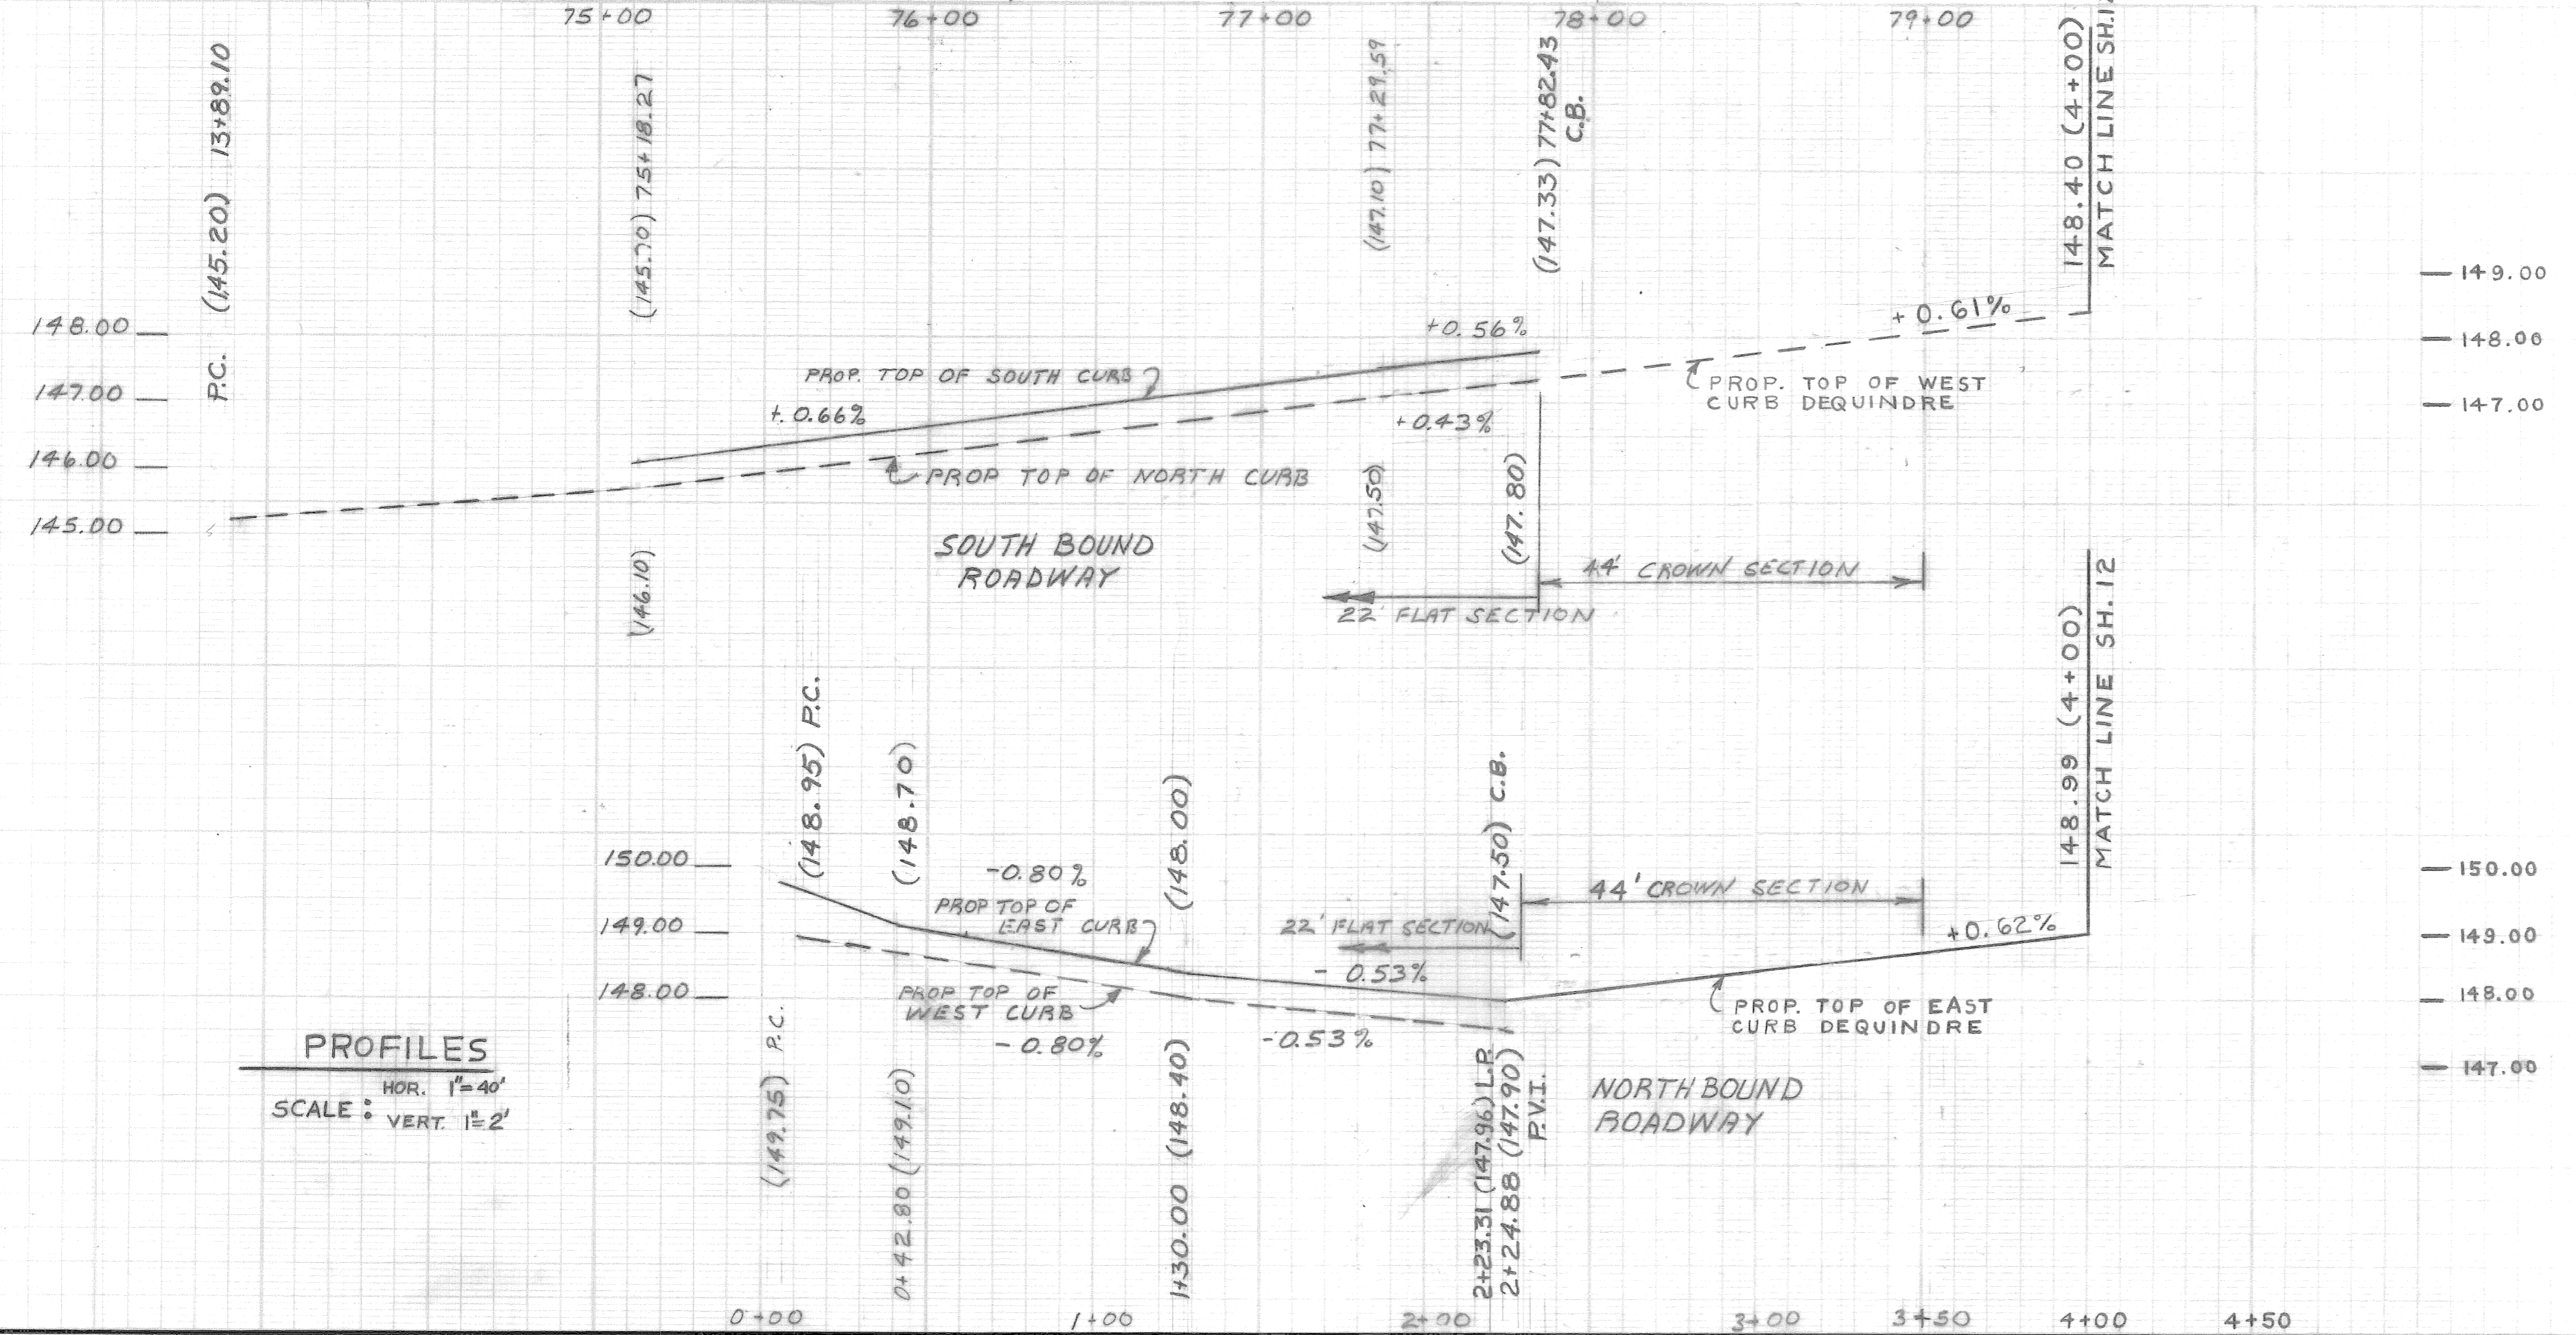 75+00 76+00 77+00 78+00 79+00
P.C. (145.20) 13+89.10
(145.70) 75+18.27
(147.10) 77+29.59
(147.33) 77+82.43
C.B.
148.40 (4+00)
MATCH LINE SH.12
148.00
147.00
146.00
145.00
149.00
148.00
147.00
+0.56%
+0.61%
PROP. TOP OF SOUTH CURB
+0.66%
+0.43%
PROP. TOP OF WEST
CURB DEQUINDRE
PROP TOP OF NORTH CURB
(146.10)
(147.50)
(147.80)
SOUTH BOUND
ROADWAY
44' CROWN SECTION
22' FLAT SECTION
148.99 (4+00)
MATCH LINE SH. 12
(148.95) P.C.
(148.70)
(148.00)
(147.50) C.B.
150.00
149.00
148.00
150.00
149.00
148.00
147.00
-0.80%
PROP TOP OF
EAST CURB
22' FLAT SECTION
44' CROWN SECTION
+0.62%
- 0.53%
PROP TOP OF
WEST CURB
- 0.80%
-0.53%
PROP. TOP OF EAST
CURB DEQUINDRE
(149.75) P.C.
0+42.80 (149.10)
1+30.00 (148.40)
2+23.31 (147.96) L.P.
2+24.88 (147.90)
P.V.I.
NORTH BOUND
ROADWAY
PROFILES
SCALE: HOR. 1"=40'
VERT. 1"=2'
0+00 1+00 2+00 3+00 3+50 4+00 4+50